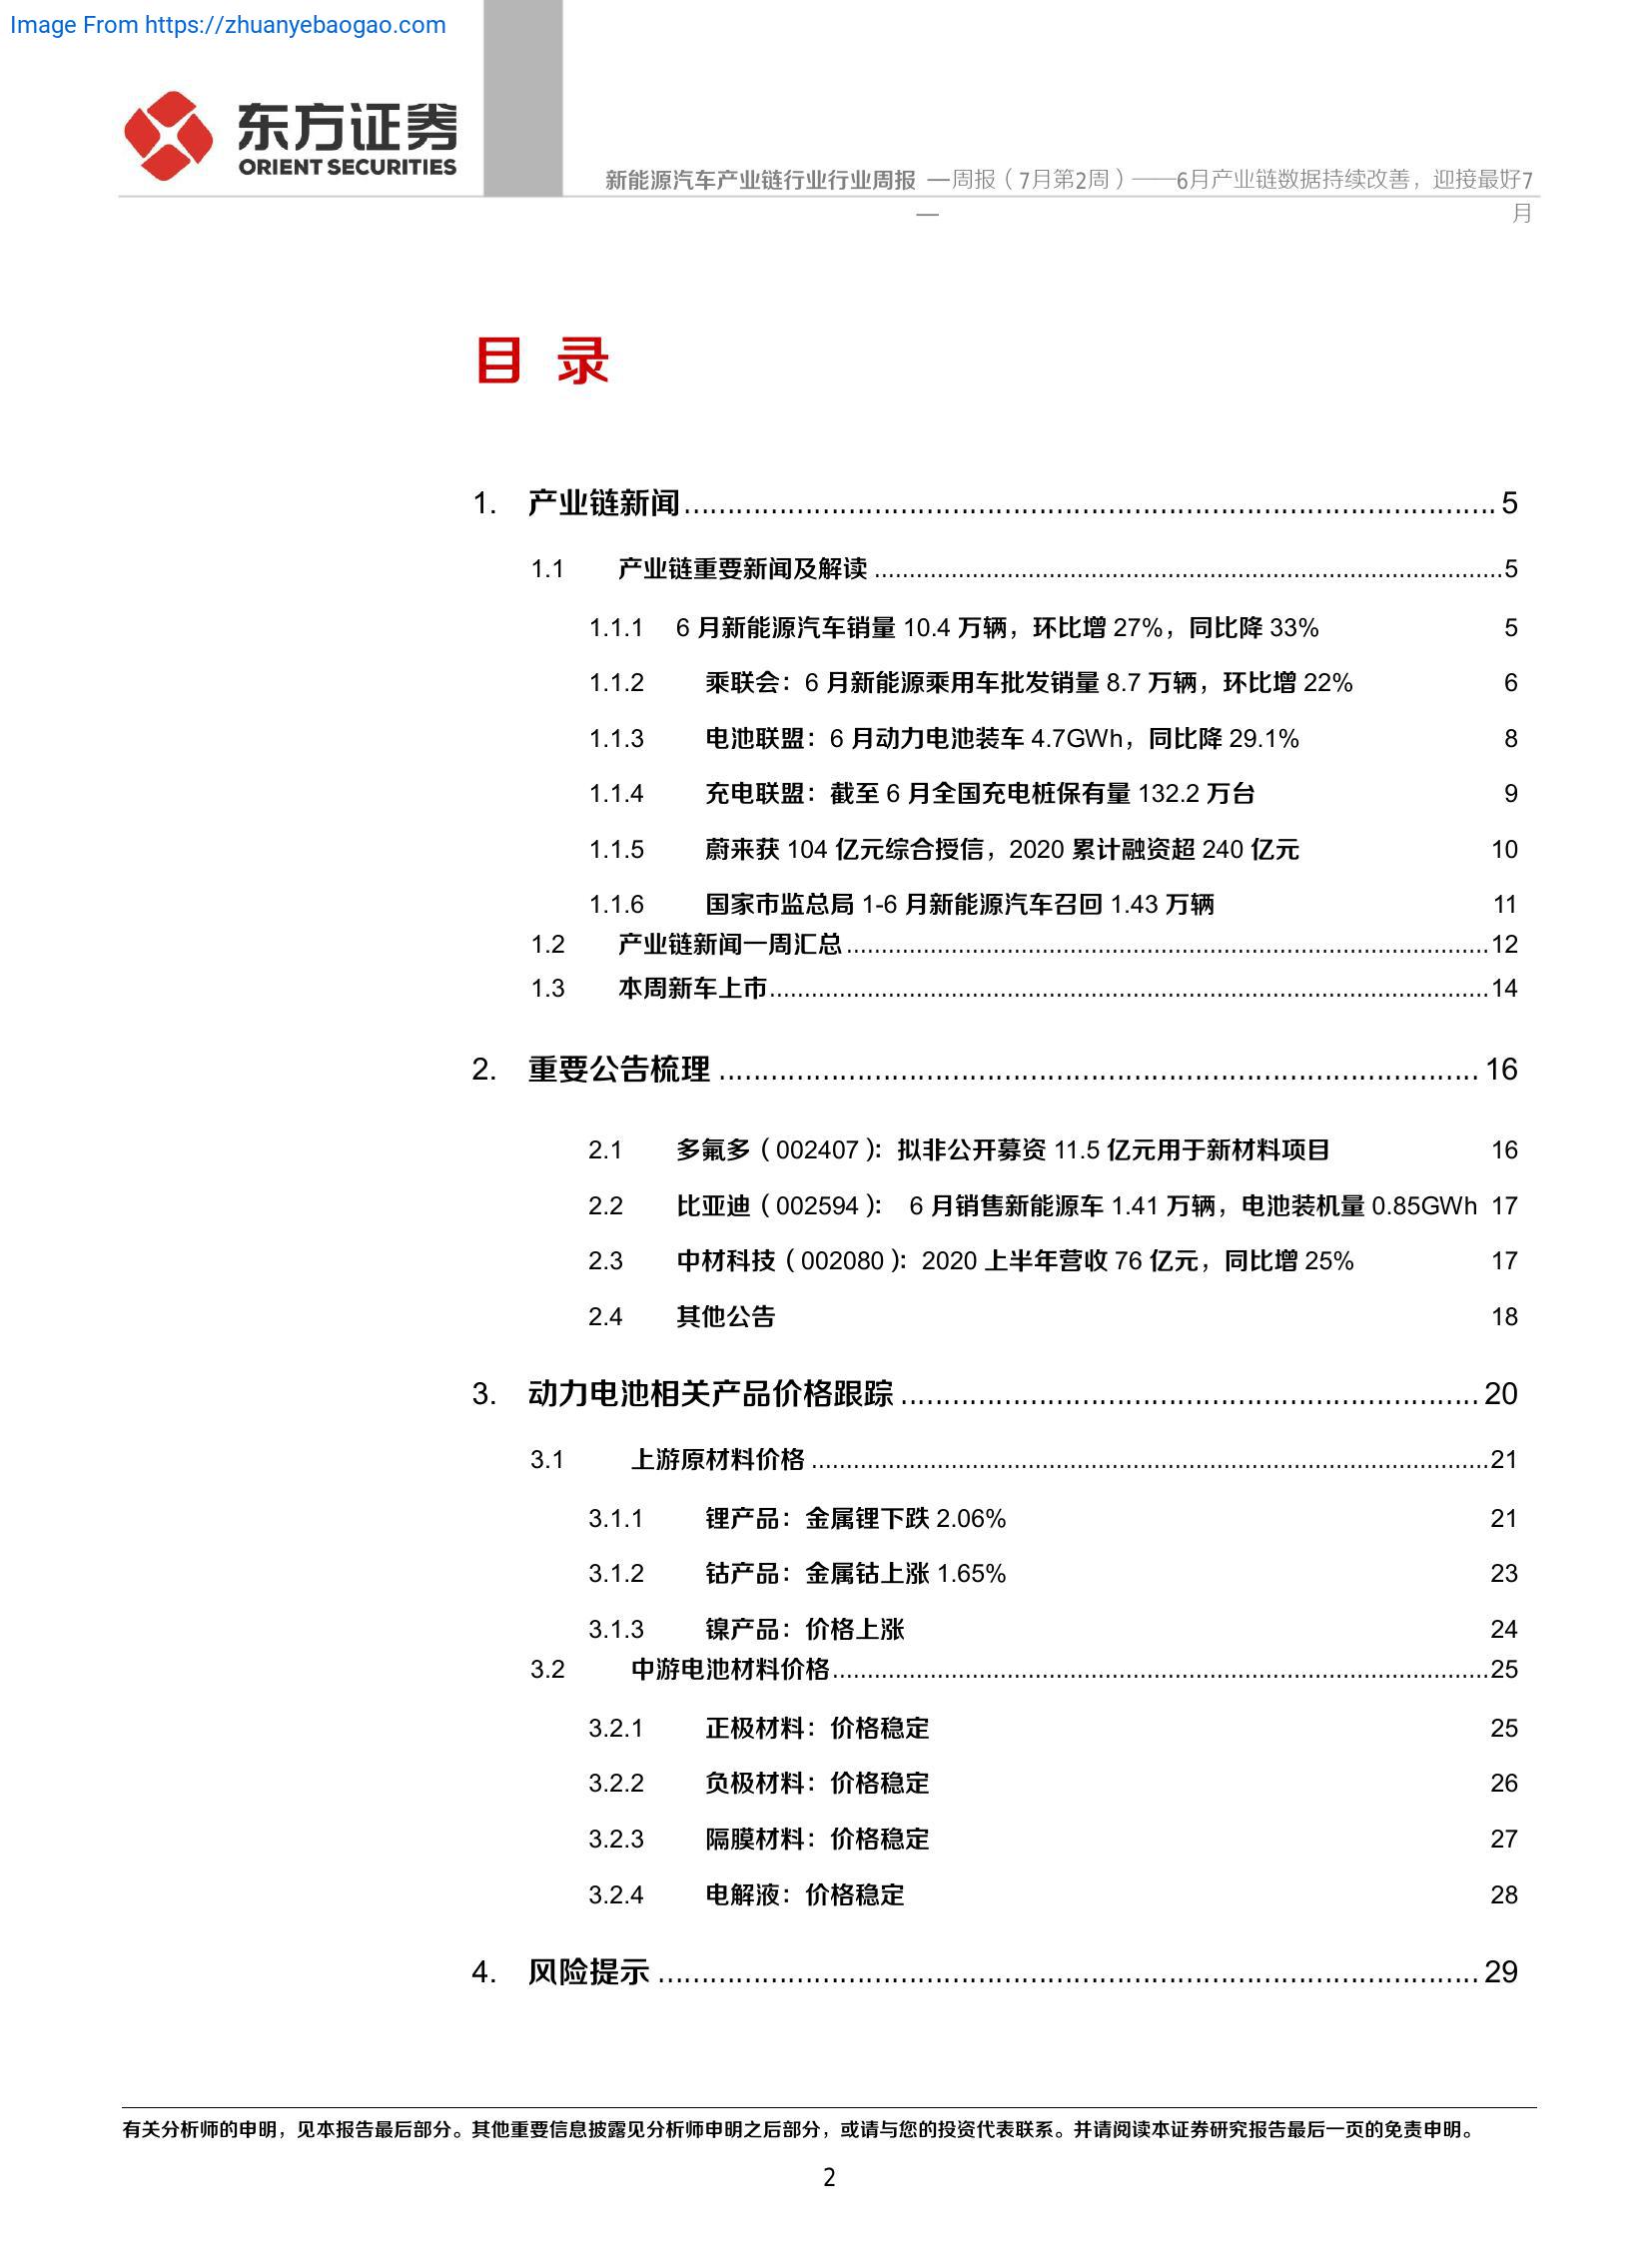 Image From https://zhuanyebaogao.com
东方证券
ORIENT SECURITIES
新能源汽车产业链行业行业周报 —周报（7月第2周）——6月产业链数据持续改善，迎接最好7
— 月
目 录
1. 产业链新闻........................................ 5
1.1 产业链重要新闻及解读........................................5
1.1.1 6 月新能源汽车销量 10.4 万辆，环比增 27%，同比降 33% 5
1.1.2 乘联会：6 月新能源乘用车批发销量 8.7 万辆，环比增 22% 6
1.1.3 电池联盟：6 月动力电池装车 4.7GWh，同比降 29.1% 8
1.1.4 充电联盟：截至 6 月全国充电桩保有量 132.2 万台 9
1.1.5 蔚来获 104 亿元综合授信，2020 累计融资超 240 亿元 10
1.1.6 国家市监总局 1-6 月新能源汽车召回 1.43 万辆 11
1.2 产业链新闻一周汇总........................................12
1.3 本周新车上市........................................14
2. 重要公告梳理........................................ 16
2.1 多氟多（002407）：拟非公开募资 11.5 亿元用于新材料项目 16
2.2 比亚迪（002594）： 6 月销售新能源车 1.41 万辆，电池装机量 0.85GWh 17
2.3 中材科技（002080）：2020 上半年营收 76 亿元，同比增 25% 17
2.4 其他公告 18
3. 动力电池相关产品价格跟踪........................................ 20
3.1 上游原材料价格........................................21
3.1.1 锂产品：金属锂下跌 2.06% 21
3.1.2 钴产品：金属钴上涨 1.65% 23
3.1.3 镍产品：价格上涨 24
3.2 中游电池材料价格........................................25
3.2.1 正极材料：价格稳定 25
3.2.2 负极材料：价格稳定 26
3.2.3 隔膜材料：价格稳定 27
3.2.4 电解液：价格稳定 28
4. 风险提示........................................ 29
有关分析师的申明，见本报告最后部分。其他重要信息披露见分析师申明之后部分，或请与您的投资代表联系。并请阅读本证券研究报告最后一页的免责申明。
2